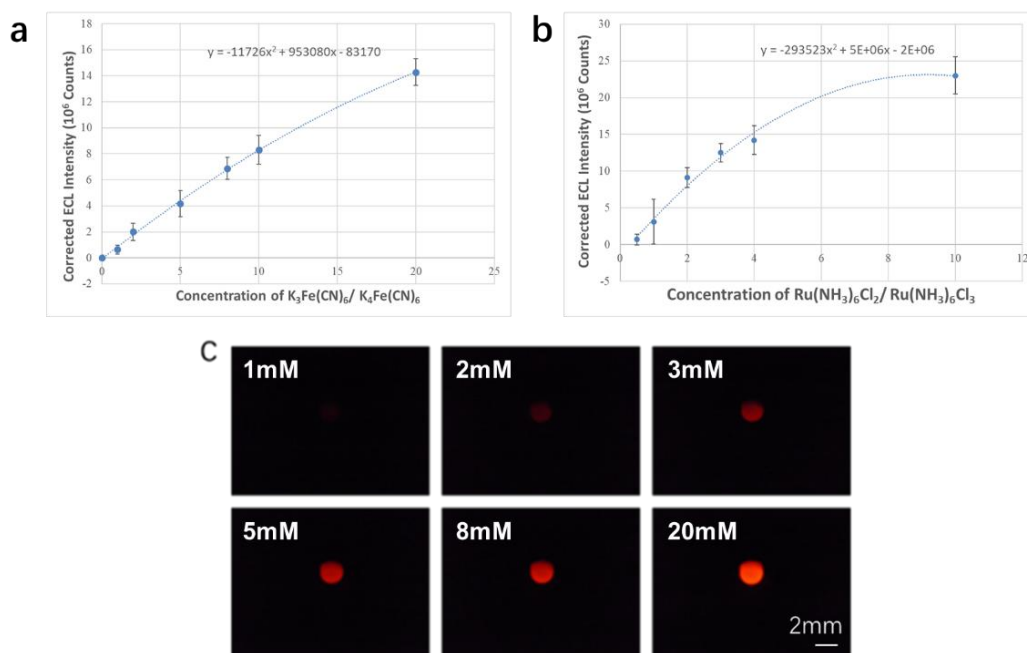 a
y = -11726x² + 953080x - 83170
Corrected ECL Intensity (10⁶ Counts)
18
16
14
12
10
8
6
4
2
0
-2
0 5 10 15 20 25
Concentration of K₃Fe(CN)₆/ K₄Fe(CN)₆
b
y = -293523x² + 5E+06x - 2E+06
Corrected ECL Intensity (10⁶ Counts)
30
25
20
15
10
5
0
-5
0 2 4 6 8 10 12
Concentration of Ru(NH₃)₆Cl₂/ Ru(NH₃)₆Cl₃
c
1mM 2mM 3mM
5mM 8mM 20mM
2mm